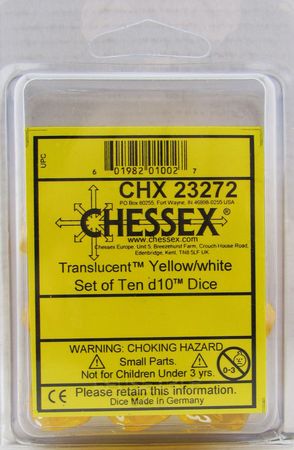 UPC
6 01982 01002 7
CHX 23272
PO Box 80255, Fort Wayne, IN 46898-0255 USA
CHESSEX®
www.chessex.com
Chessex Europe, Unit 5, Breezehurst Farm, Crouch House Road,
Edenbridge, Kent, TN8 5LF UK
Translucent™ Yellow/white
Set of Ten d10™ Dice
WARNING: CHOKING HAZARD
Small Parts.
Not for Children Under 3 yrs.
0-3
CE Please retain this information.
Dice Made in Germany